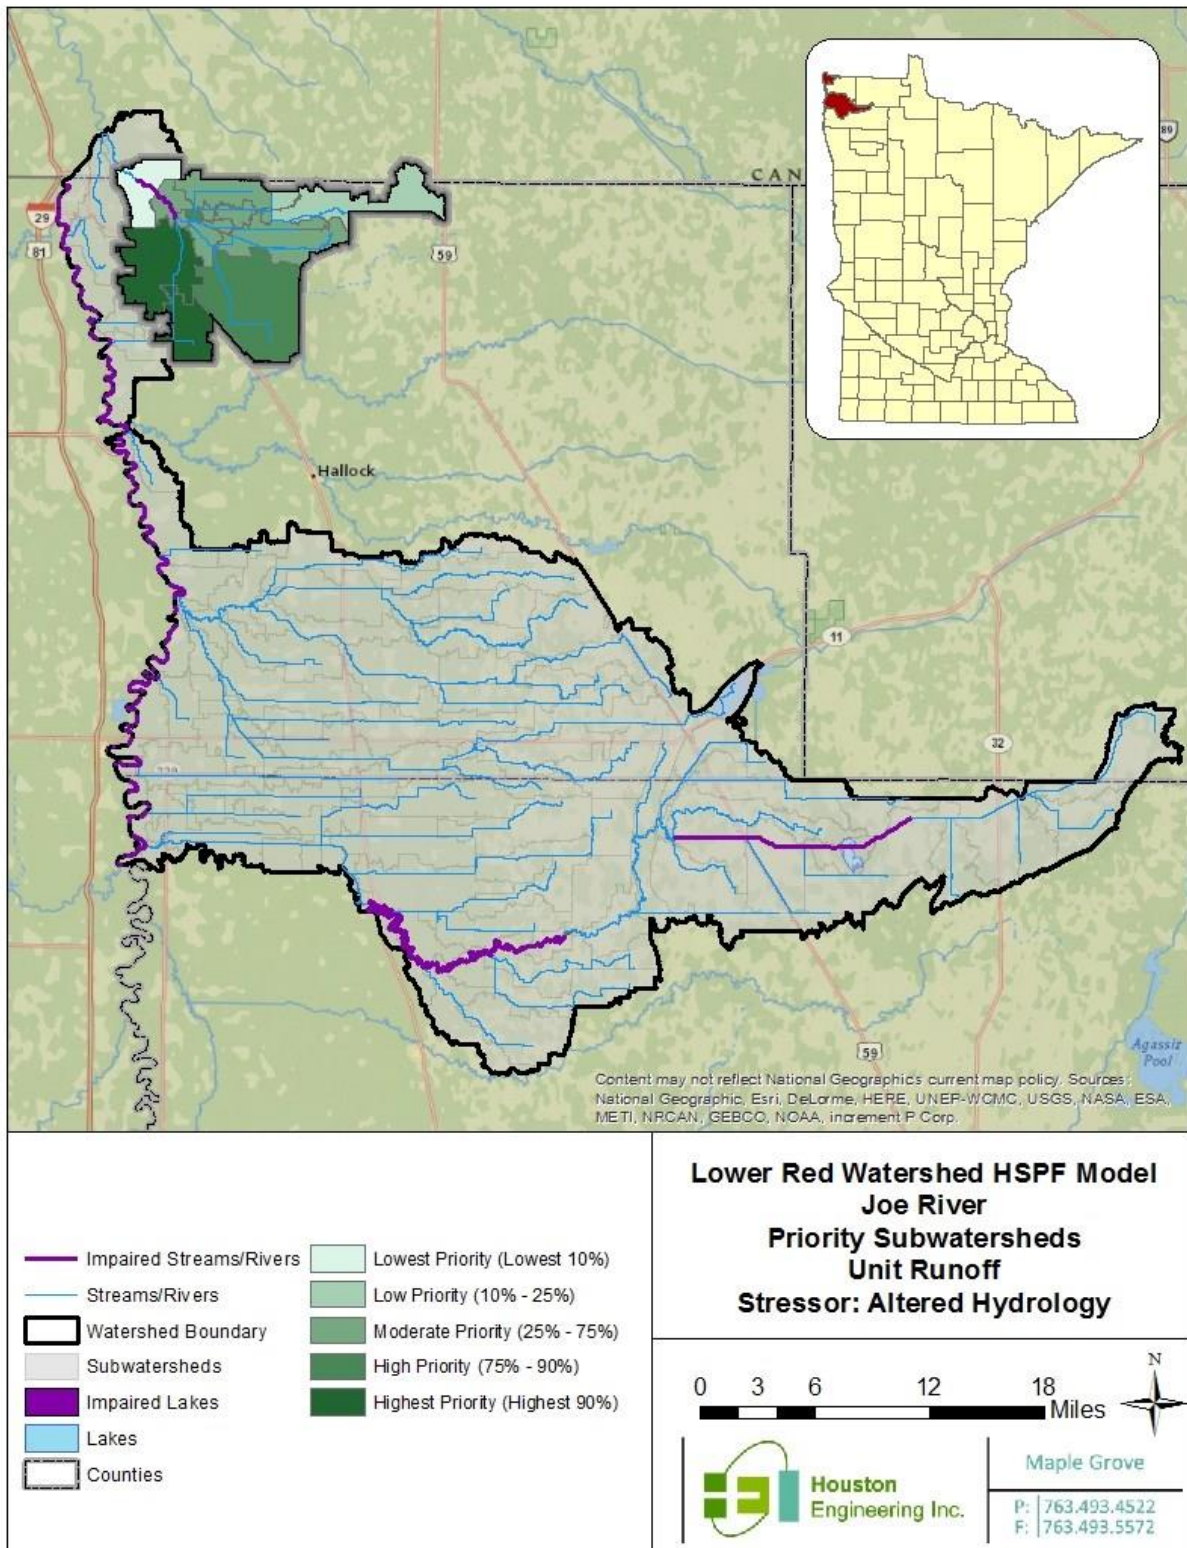 CAN
89
29
81
59
Hallock
11
32
59
Agassiz
Pool
Content may not reflect National Geographic's current map policy. Sources:
National Geographic, Esri, DeLorme, HERE, UNEP-WCMC, USGS, NASA, ESA,
METI, NRCAN, GEBCO, NOAA, increment P Corp.
Impaired Streams/Rivers
Streams/Rivers
Watershed Boundary
Subwatersheds
Impaired Lakes
Lakes
Counties
Lowest Priority (Lowest 10%)
Low Priority (10% - 25%)
Moderate Priority (25% - 75%)
High Priority (75% - 90%)
Highest Priority (Highest 90%)
Lower Red Watershed HSPF Model
Joe River
Priority Subwatersheds
Unit Runoff
Stressor: Altered Hydrology
0 3 6 12 18
Miles
N
Houston
Engineering Inc.
Maple Grove
P: 763.493.4522
F: 763.493.5572